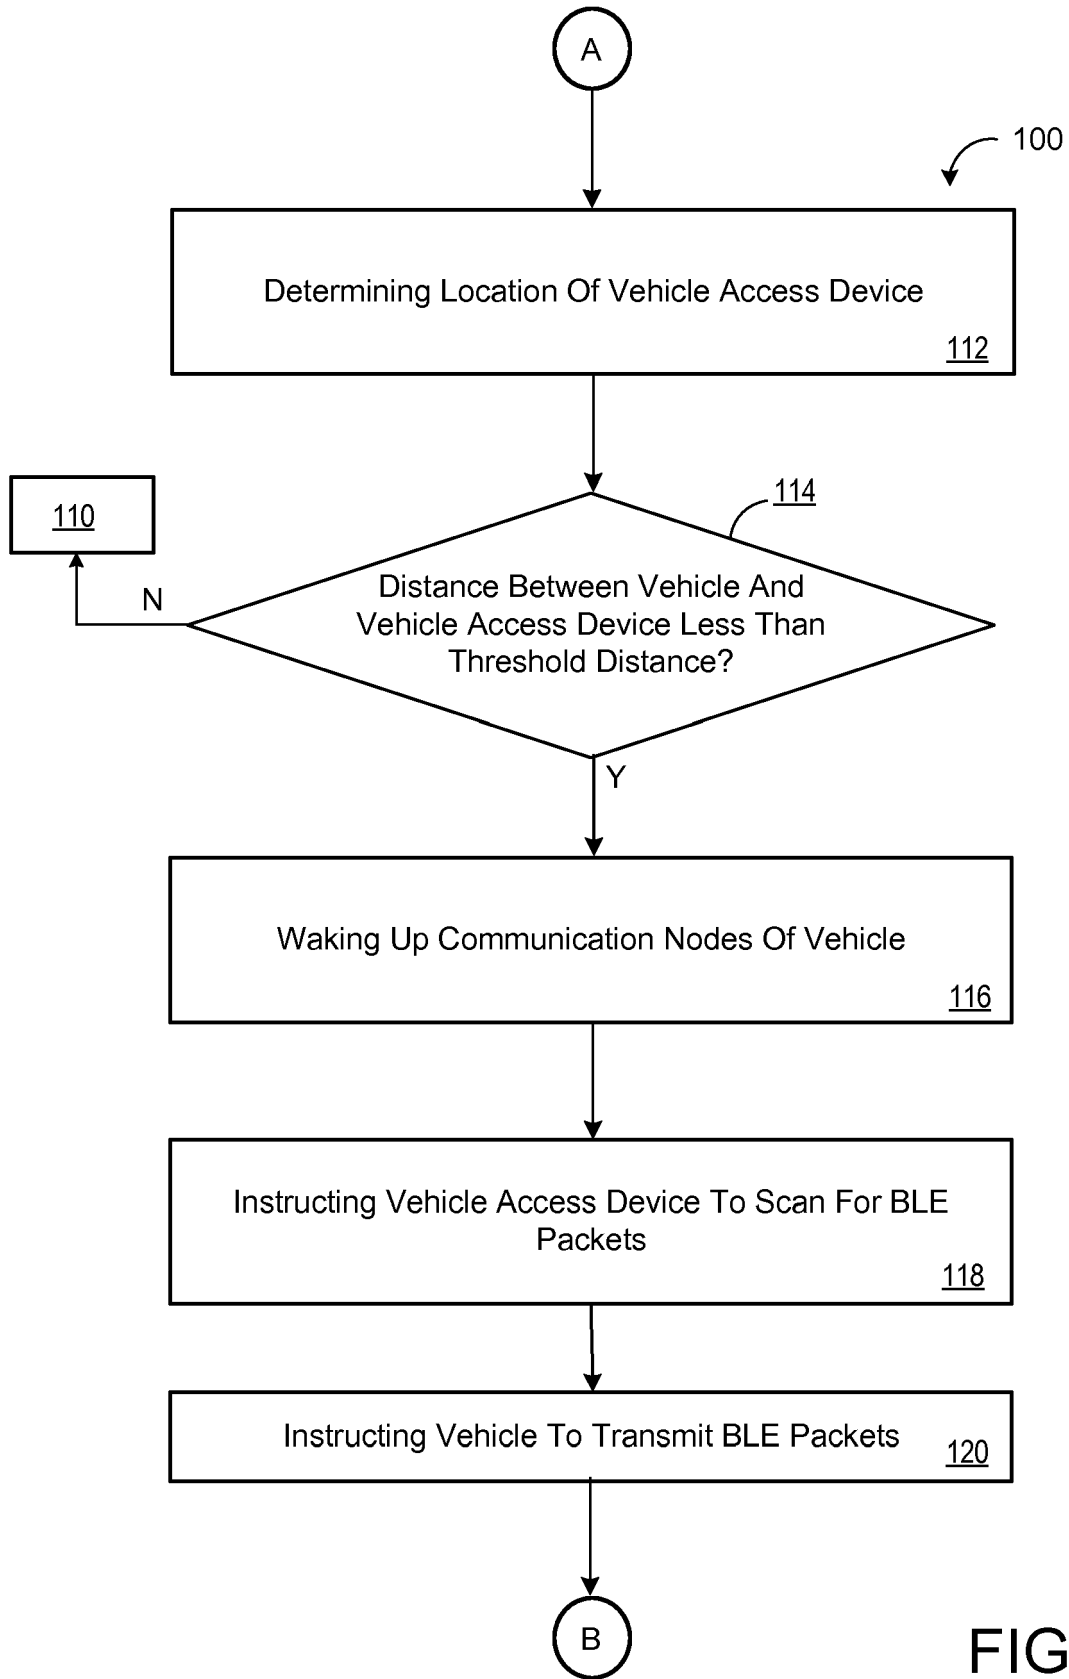 A
100
Determining Location Of Vehicle Access Device
112
110
114
N
Distance Between Vehicle And
Vehicle Access Device Less Than
Threshold Distance?
Y
Waking Up Communication Nodes Of Vehicle
116
Instructing Vehicle Access Device To Scan For BLE
Packets
118
Instructing Vehicle To Transmit BLE Packets
120
B
FIG